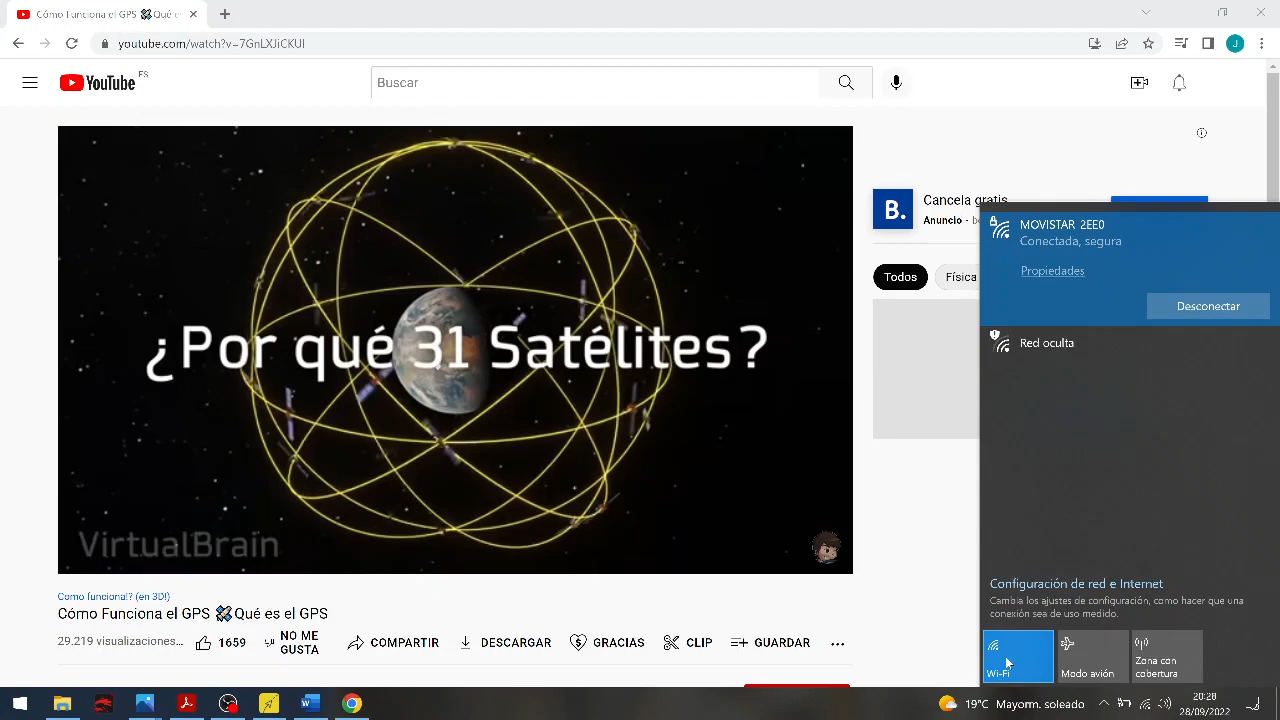 Cómo Funciona el GPS 🛰Qué es
youtube.com/watch?v=7GnLXJiCKUI
J
YouTube ES
Buscar
¿Por qué 31 Satélites?
VirtualBrain
B.
Cancela gratis
Anuncio
Todos
Física
MOVISTAR_2EE0
Conectada, segura
Propiedades
Desconectar
Red oculta
Configuración de red e Internet
Cambia los ajustes de configuración, como hacer que una
conexión sea de uso medido.
Wi-Fi
Modo avión
Zona con
cobertura
Como funciona!? (en 3D!)
Cómo Funciona el GPS 🛰Qué es el GPS
29.219 visualizaciones...
1659
NO ME
GUSTA
COMPARTIR
DESCARGAR
GRACIAS
CLIP
GUARDAR
19°C Mayorm. soleado
20:28
28/09/2022